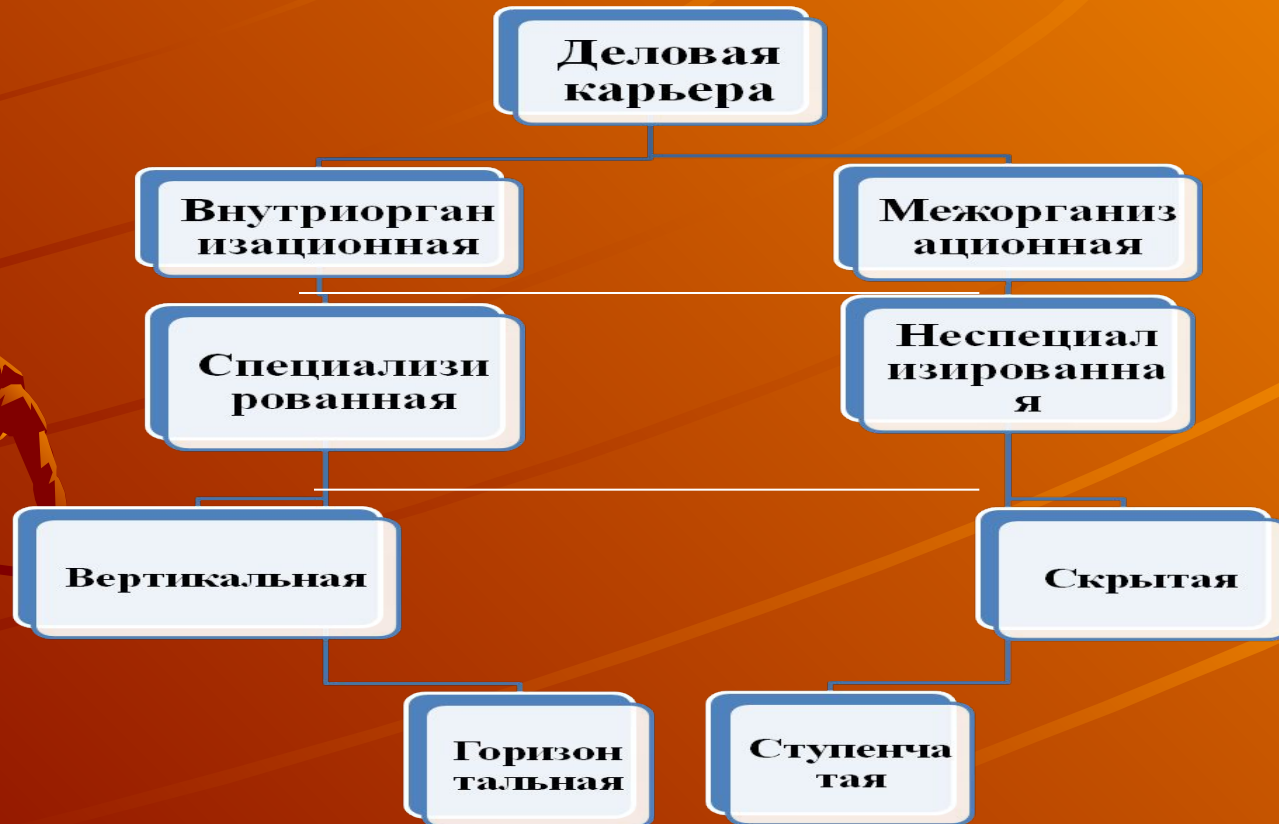 Деловая
карьера
Внутриорган
изационная
Межорганиз
ационная
Специализи
рованная
Неспециал
изированна
я
Вертикальная
Скрытая
Горизон
тальная
Ступенча
тая